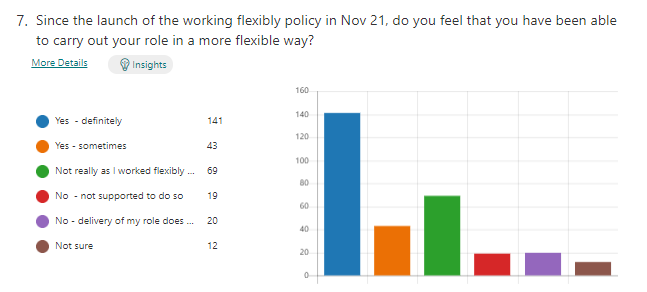 7. Since the launch of the working flexibly policy in Nov 21, do you feel that you have been able
to carry out your role in a more flexible way?
More Details Insights
Yes - definitely 141
Yes - sometimes 43
Not really as I worked flexibly ... 69
No - not supported to do so 19
No - delivery of my role does ... 20
Not sure 12
160
140
120
100
80
60
40
20
0